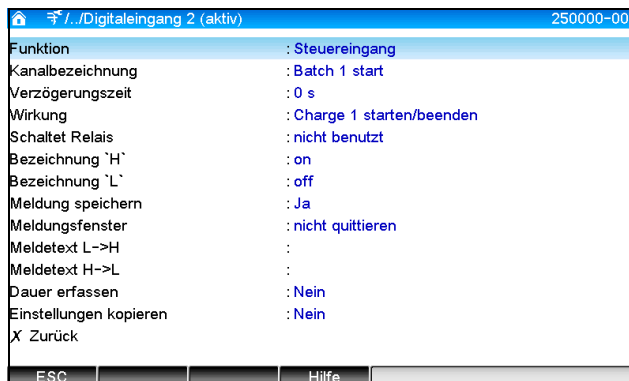 /../Digitaleingang 2 (aktiv) 250000-00
Funktion : Steuereingang
Kanalbezeichnung : Batch 1 start
Verzögerungszeit : 0 s
Wirkung : Charge 1 starten/beenden
Schaltet Relais : nicht benutzt
Bezeichnung `H` : on
Bezeichnung `L` : off
Meldung speichern : Ja
Meldungsfenster : nicht quittieren
Meldetext L->H :
Meldetext H->L :
Dauer erfassen : Nein
Einstellungen kopieren : Nein
X Zurück
ESC Hilfe